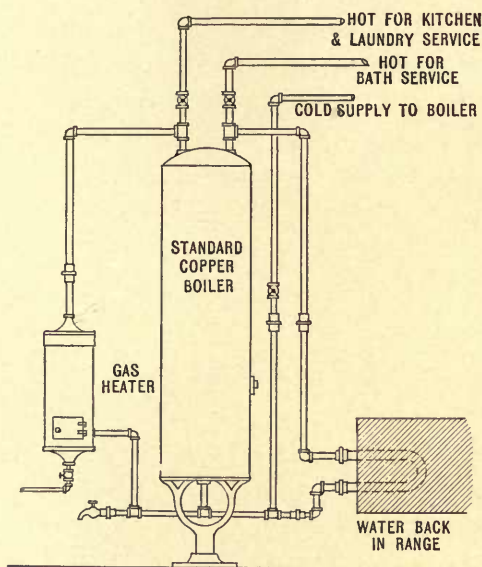 HOT FOR KITCHEN
& LAUNDRY SERVICE
HOT FOR
BATH SERVICE
COLD SUPPLY TO BOILER
STANDARD
COPPER
BOILER
GAS
HEATER
WATER BACK
IN RANGE